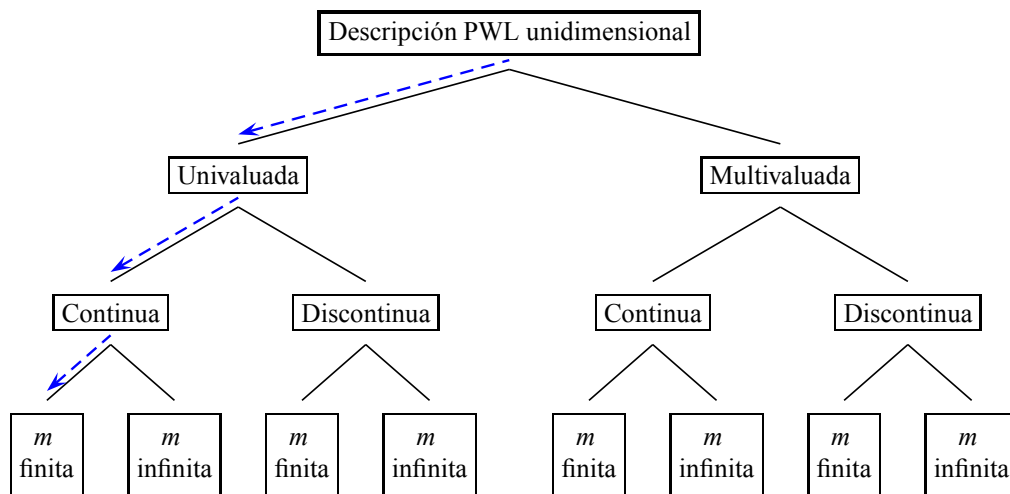 Descripción PWL unidimensional
Univaluada
Multivaluada
Continua
Discontinua
Continua
Discontinua
m
finita
m
infinita
m
finita
m
infinita
m
finita
m
infinita
m
finita
m
infinita